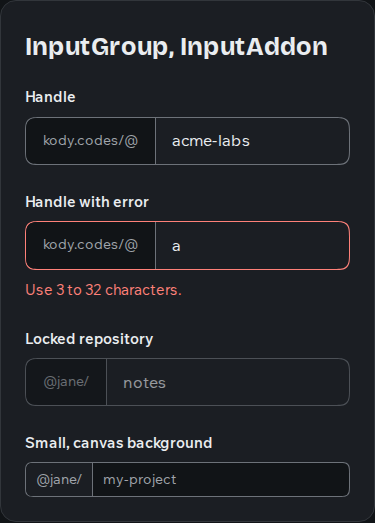 InputGroup, InputAddon
Handle
kody.codes/@ acme-labs
Handle with error
kody.codes/@ a
Use 3 to 32 characters.
Locked repository
@jane/ notes
Small, canvas background
@jane/ my-project